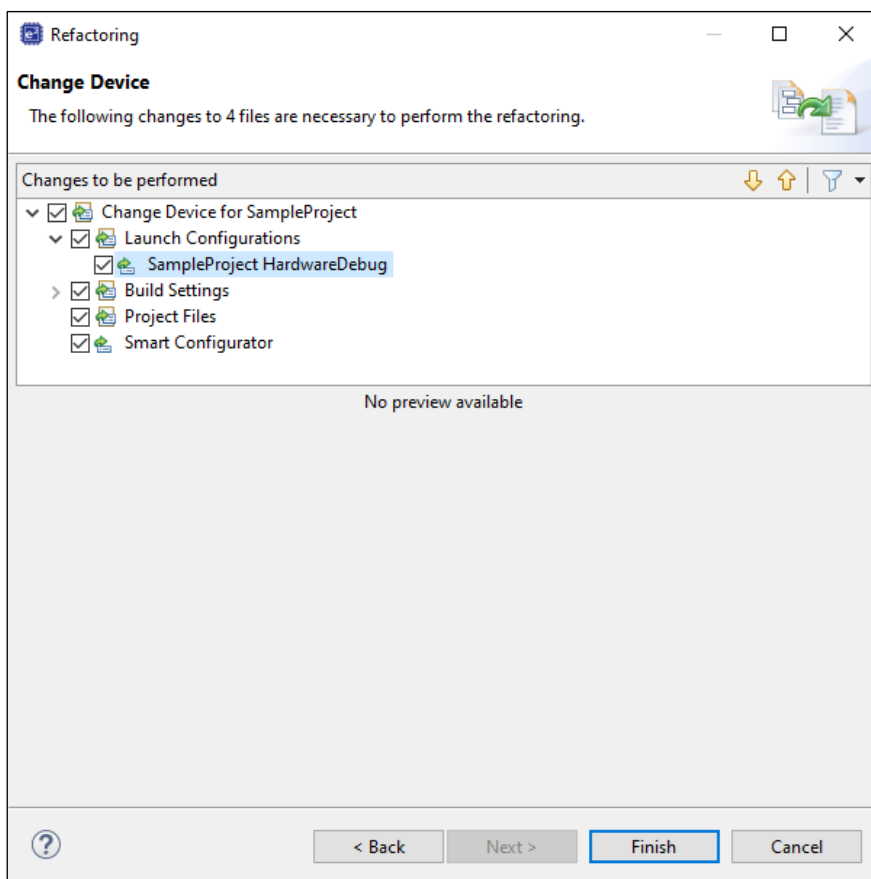 Refactoring
Change Device
The following changes to 4 files are necessary to perform the refactoring.
Changes to be performed
Change Device for SampleProject
Launch Configurations
SampleProject HardwareDebug
Build Settings
Project Files
Smart Configurator
No preview available
< Back Next > Finish Cancel